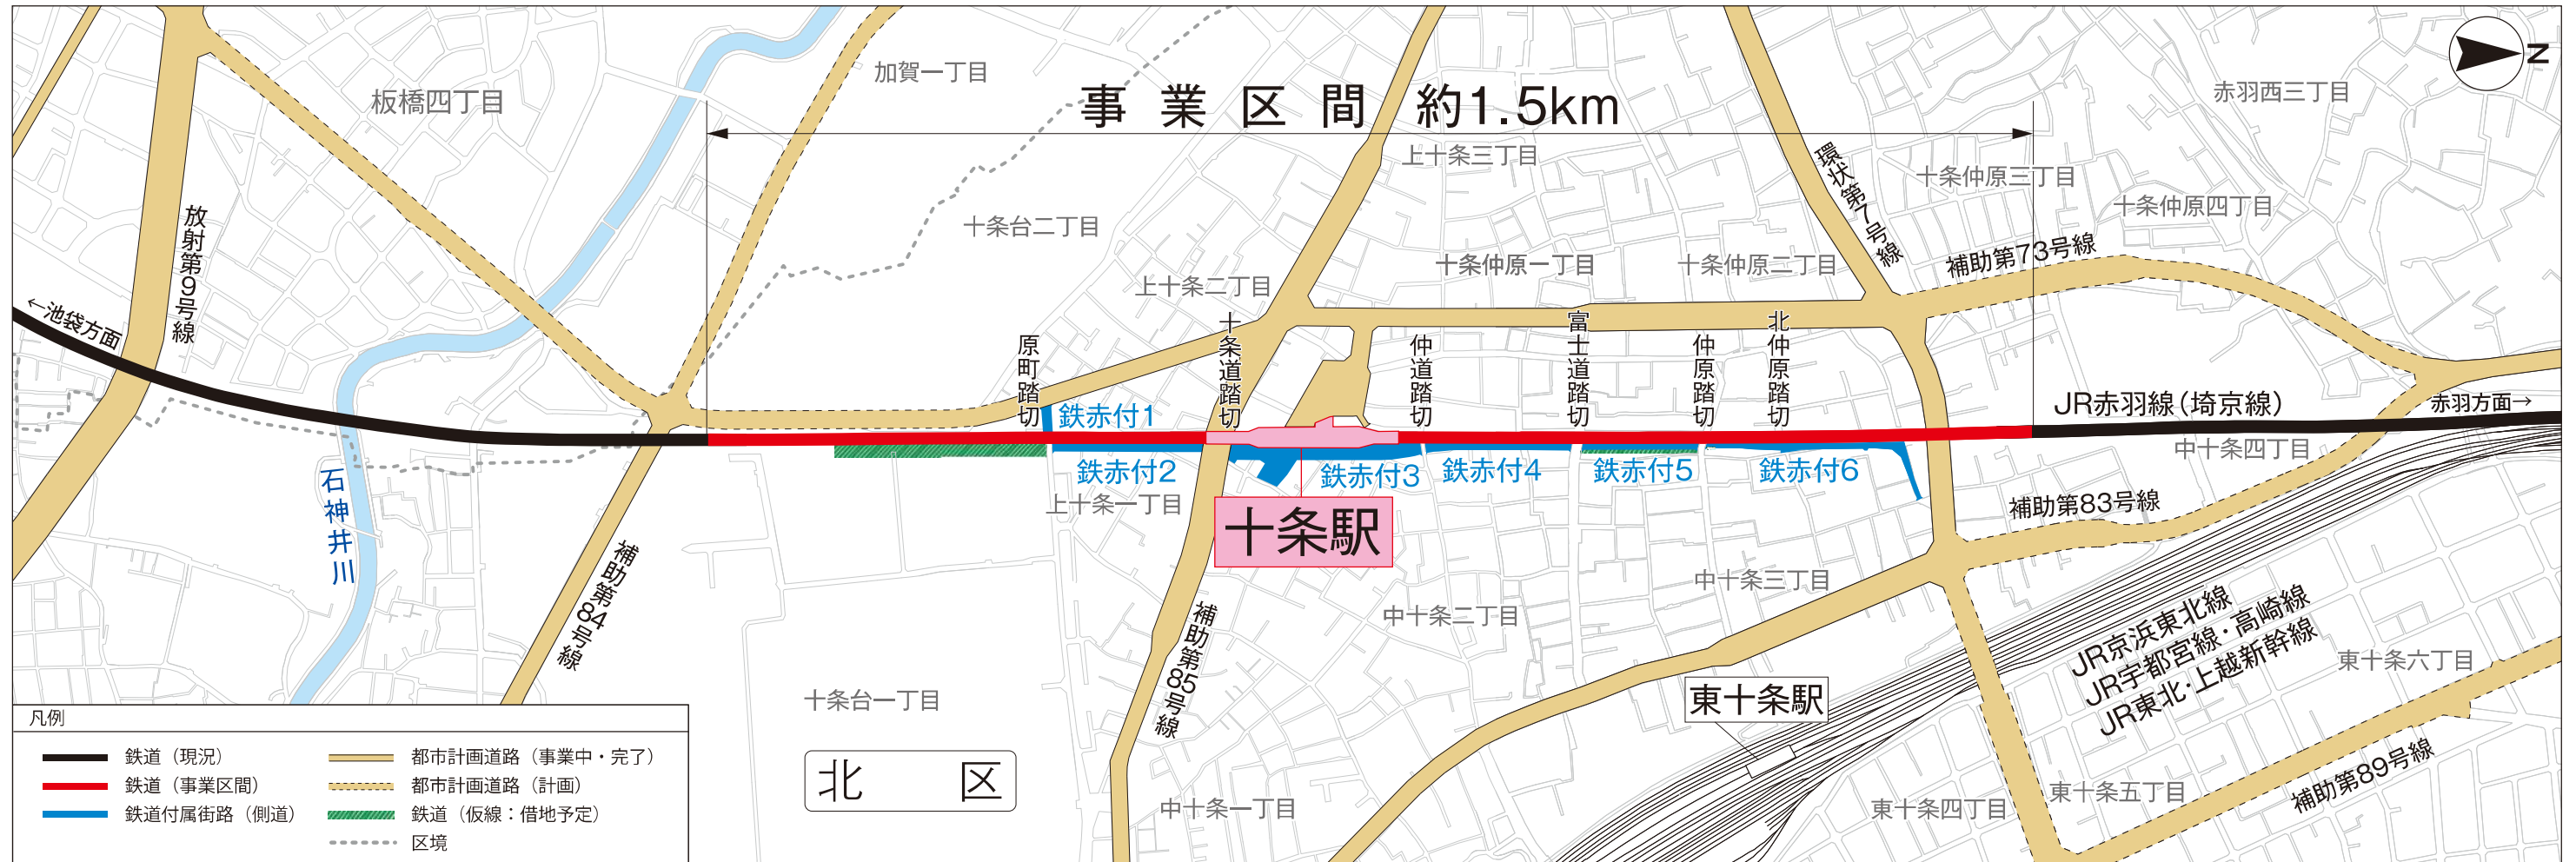 事業区間 約1.5km
N
板橋四丁目
加賀一丁目
赤羽西三丁目
上十条三丁目
環状第7号線
十条仲原三丁目
十条仲原四丁目
放射第9号線
十条台二丁目
補助第73号線
十条仲原一丁目
十条仲原二丁目
上十条二丁目
←池袋方面
原町踏切
十条道踏切
仲道踏切
富士道踏切
仲原踏切
北仲原踏切
JR赤羽線(埼京線)
赤羽方面→
鉄赤付1
鉄赤付2
鉄赤付3
鉄赤付4
鉄赤付5
鉄赤付6
中十条四丁目
石神井川
上十条一丁目
十条駅
補助第83号線
補助第84号線
中十条三丁目
中十条二丁目
補助第85号線
JR京浜東北線
JR宇都宮線・高崎線
JR東北・上越新幹線
東十条六丁目
十条台一丁目
東十条駅
北区
中十条一丁目
東十条四丁目
東十条五丁目
補助第89号線
凡例
鉄道(現況)
鉄道(事業区間)
鉄道付属街路(側道)
都市計画道路(事業中・完了)
都市計画道路(計画)
鉄道(仮線:借地予定)
区境